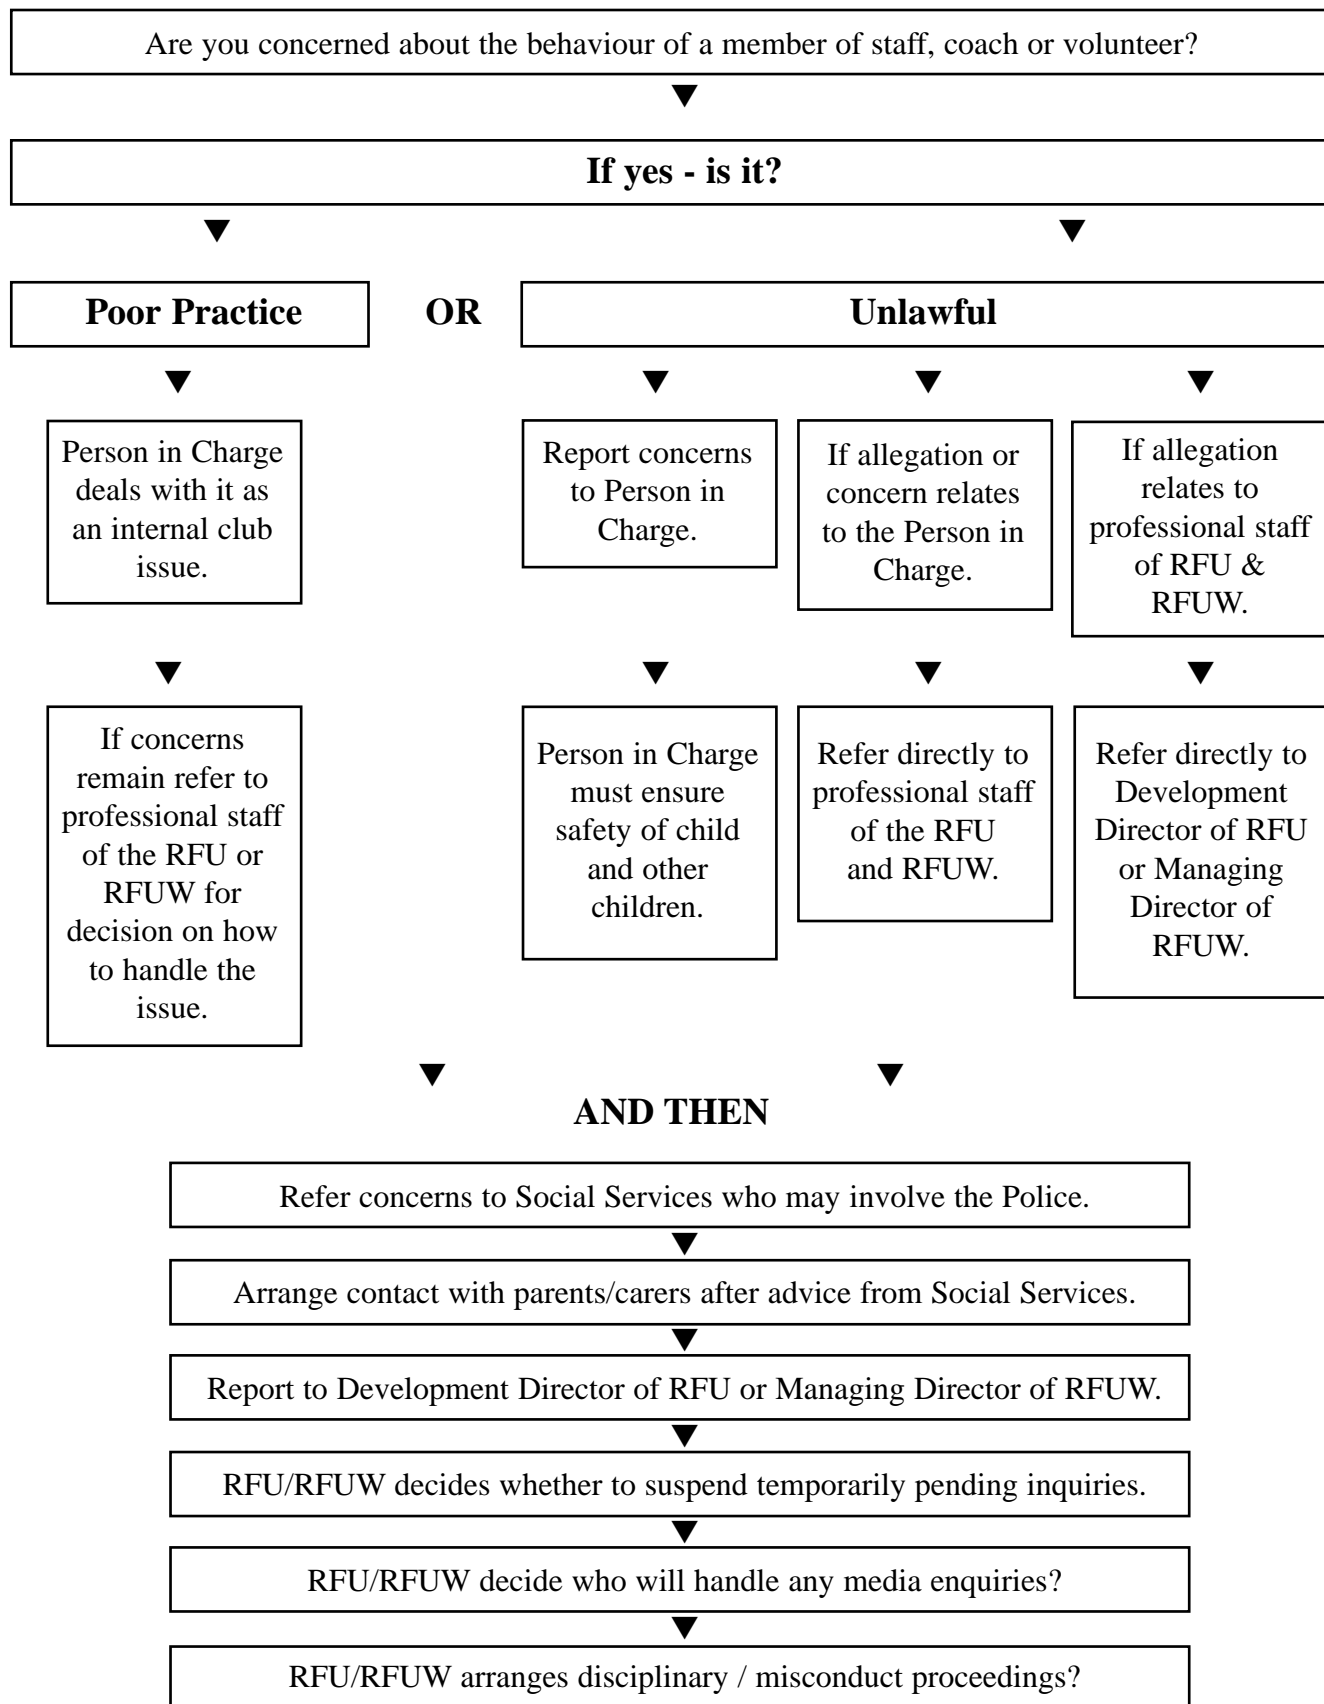 Are you concerned about the behaviour of a member of staff, coach or volunteer?
If yes - is it?
Poor Practice
OR
Unlawful
Person in Charge
deals with it as
an internal club
issue.
Report concerns
to Person in
Charge.
If allegation or
concern relates
to the Person in
Charge.
If allegation
relates to
professional staff
of RFU &
RFUW.
If concerns
remain refer to
professional staff
of the RFU or
RFUW for
decision on how
to handle the
issue.
Person in Charge
must ensure
safety of child
and other
children.
Refer directly to
professional staff
of the RFU
and RFUW.
Refer directly to
Development
Director of RFU
or Managing
Director of
RFUW.
AND THEN
Refer concerns to Social Services who may involve the Police.
Arrange contact with parents/carers after advice from Social Services.
Report to Development Director of RFU or Managing Director of RFUW.
RFU/RFUW decides whether to suspend temporarily pending inquiries.
RFU/RFUW decide who will handle any media enquiries?
RFU/RFUW arranges disciplinary / misconduct proceedings?